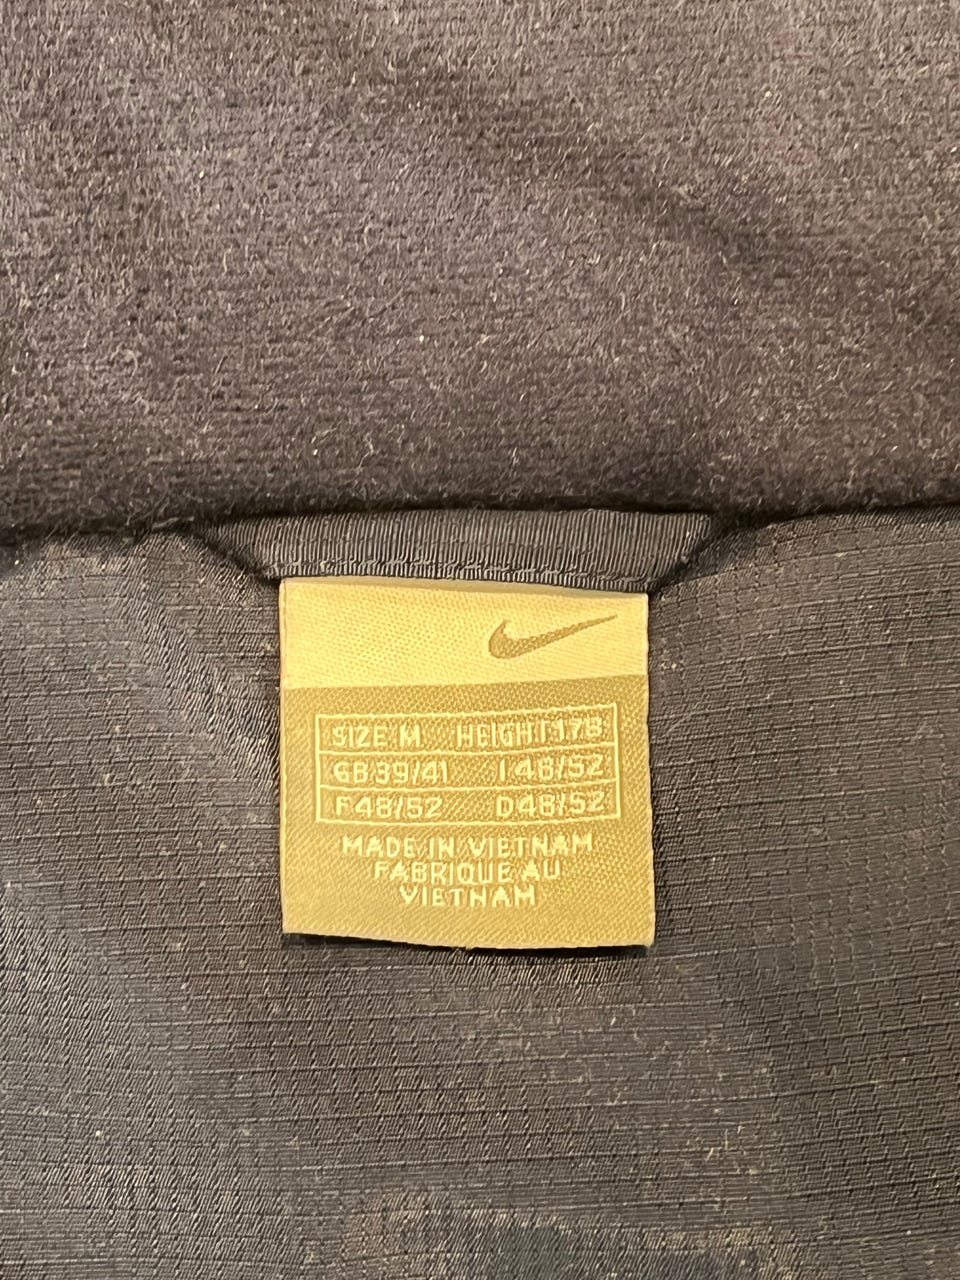 SIZE M HEIGHT 178
GB 39/41 I 48/52
F 48/52 D 48/52
MADE IN VIETNAM
FABRIQUE AU
VIETNAM